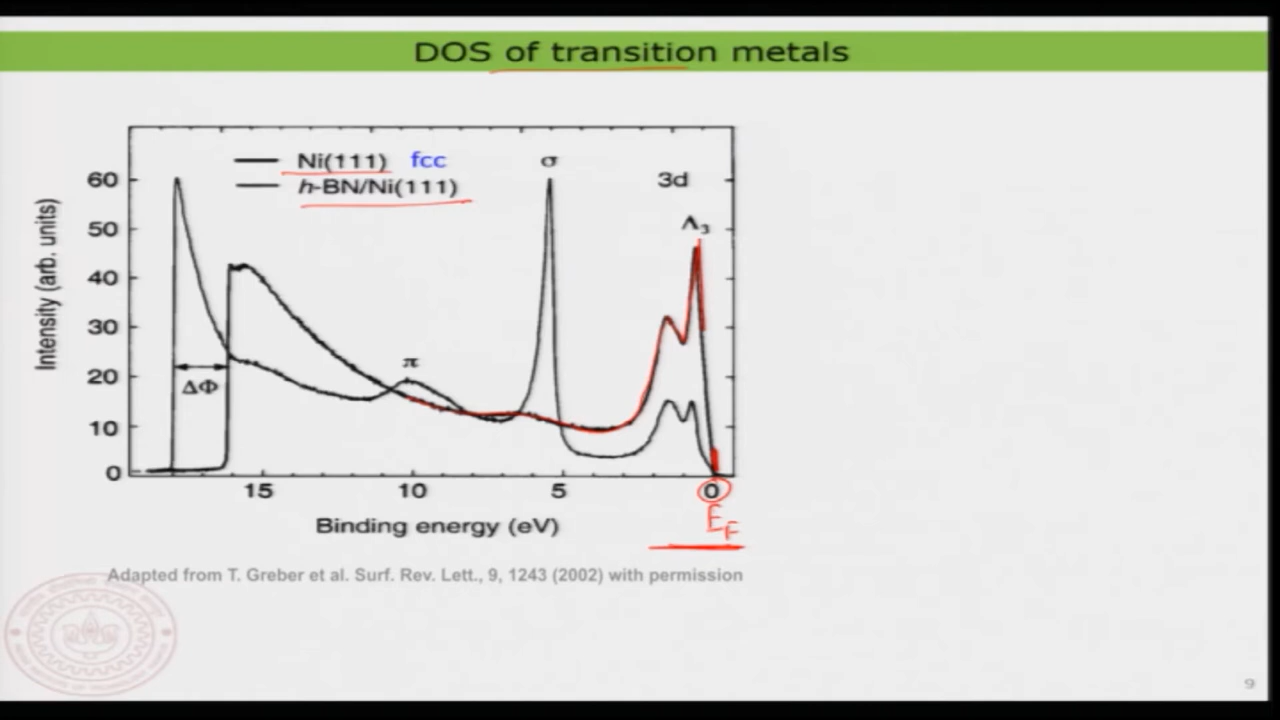 DOS of transition metals
Ni(111) fcc
h-BN/Ni(111)
σ
3d
Λ3
π
ΔΦ
Intensity (arb. units)
60
50
40
30
20
10
0
15 10 5 0
EF
Binding energy (eV)
Adapted from T. Greber et al. Surf. Rev. Lett., 9, 1243 (2002) with permission
9